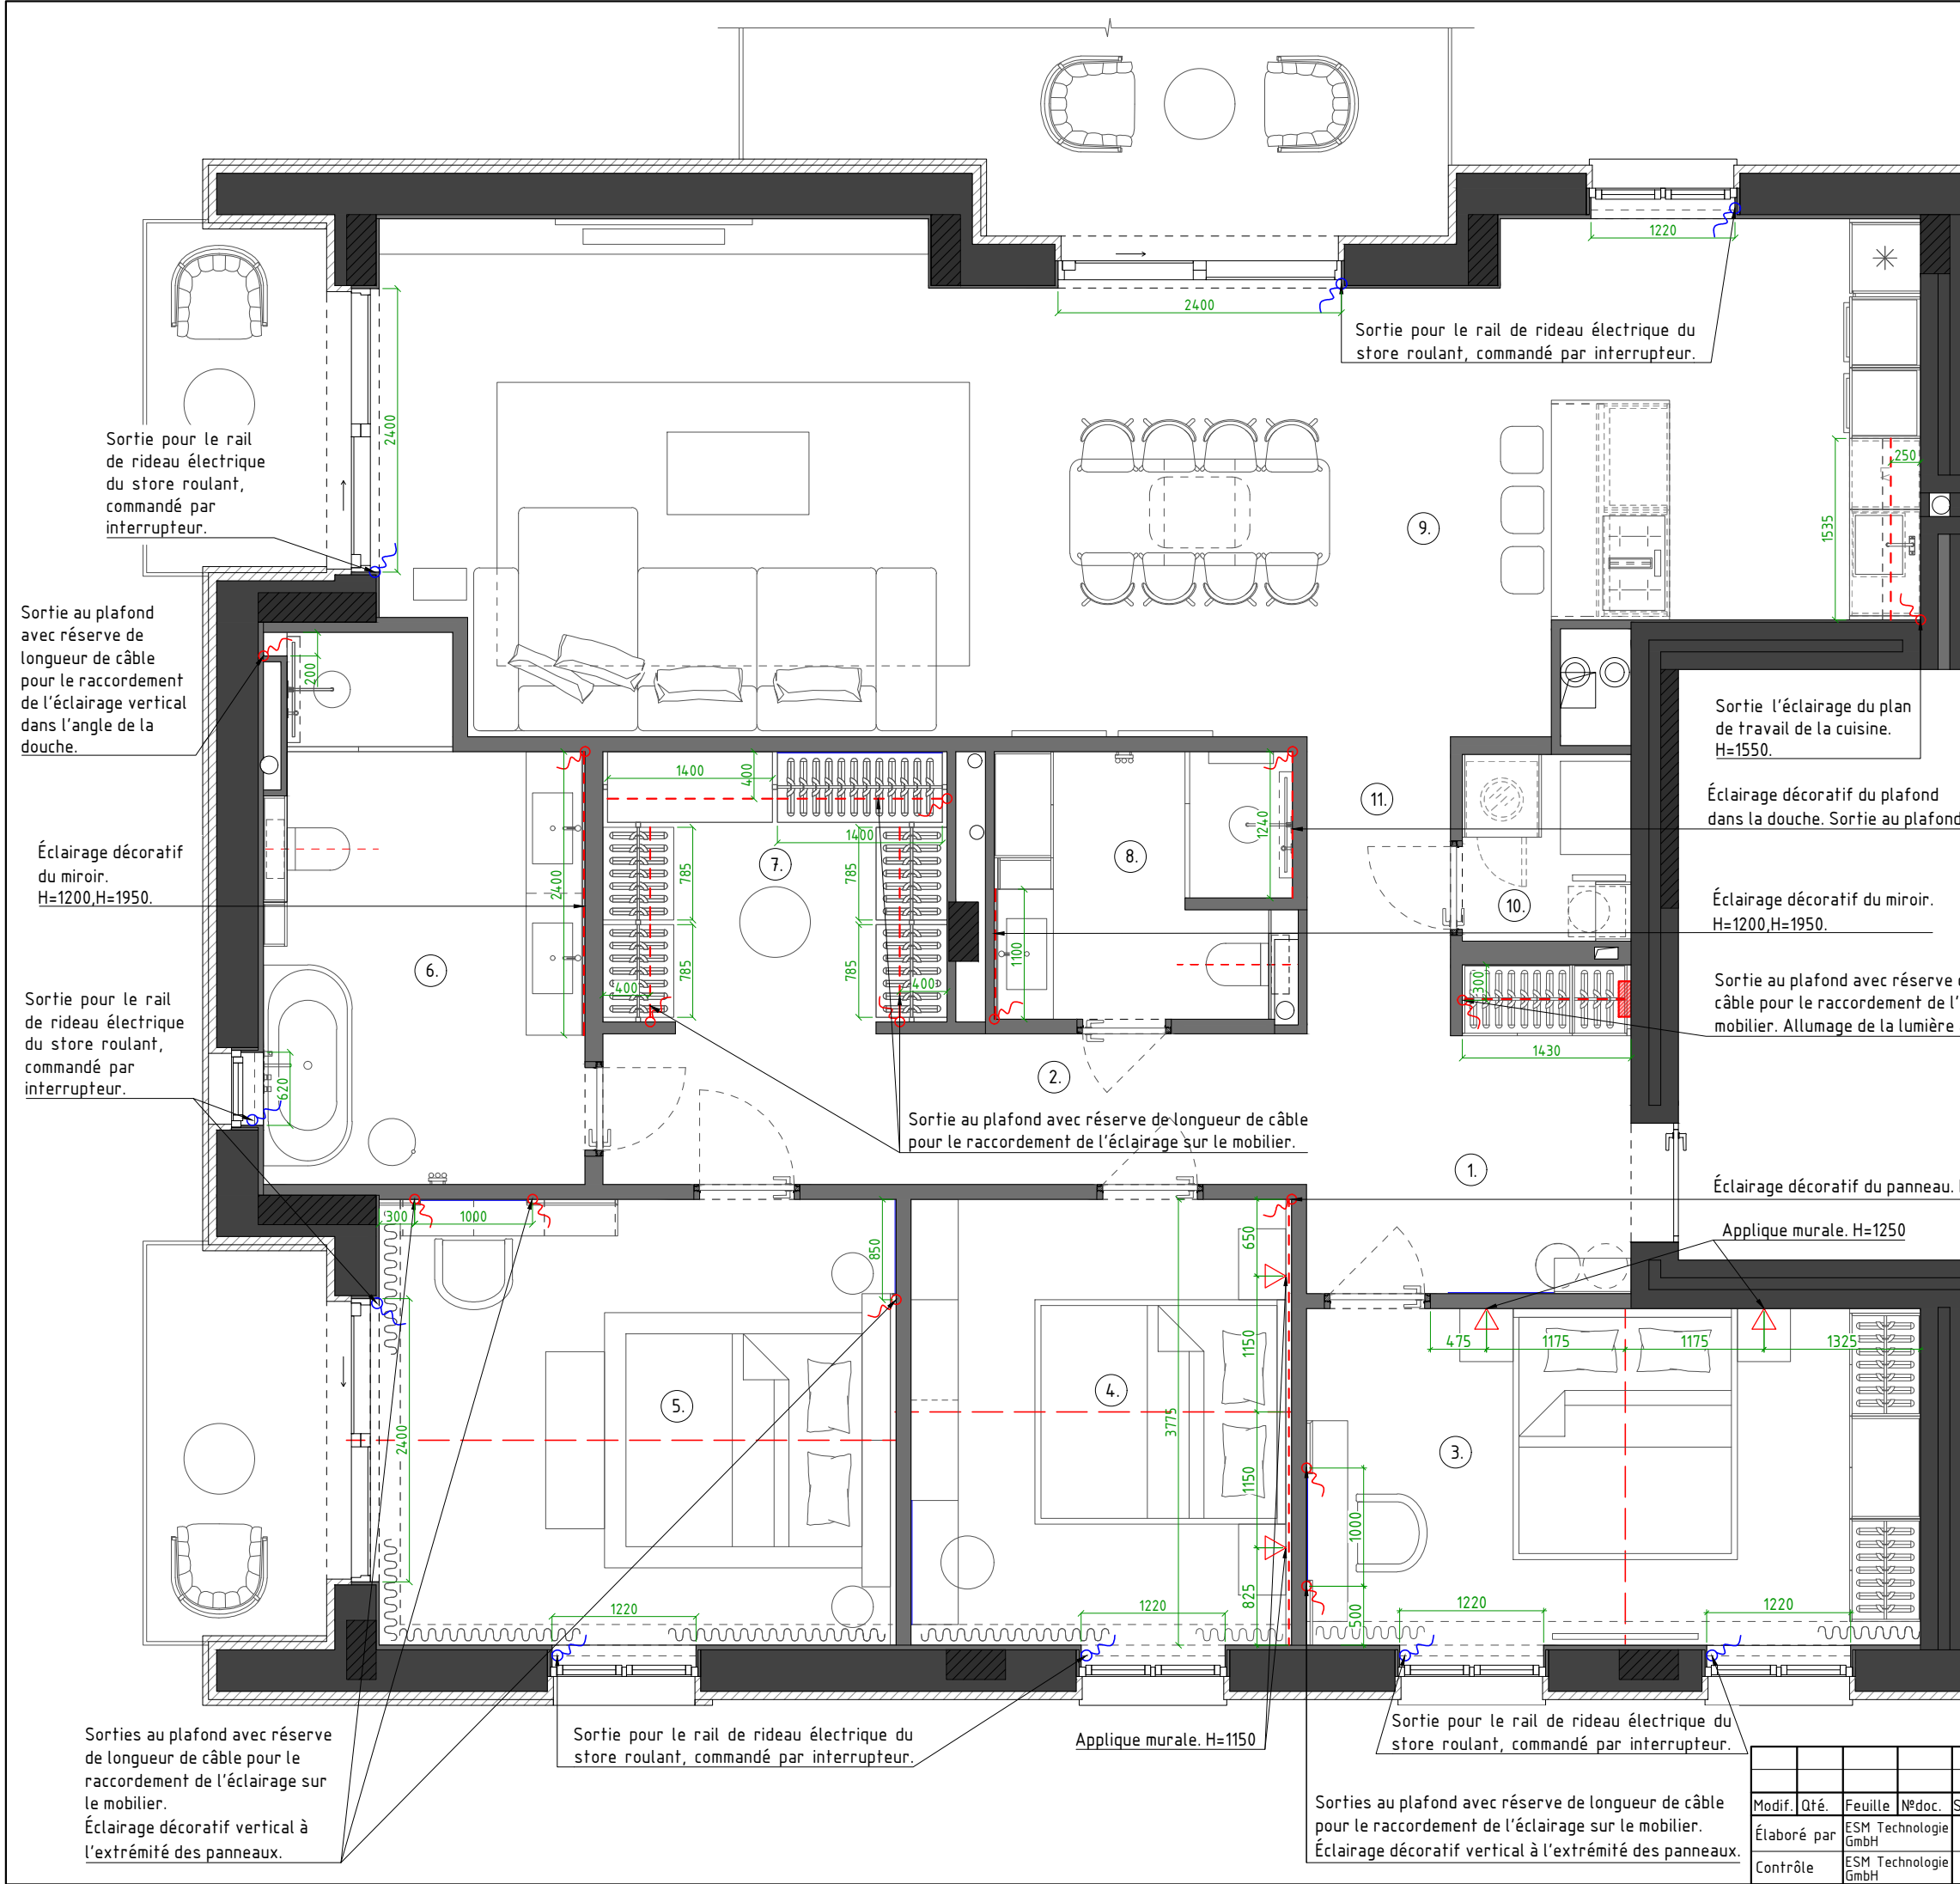 1220
2400
Sortie pour le rail de rideau électrique du
store roulant, commandé par interrupteur.
2400
Sortie pour le rail
de rideau électrique
du store roulant,
commandé par
interrupteur.
250
1535
9.
Sortie au plafond
avec réserve de
longueur de câble
pour le raccordement
de l'éclairage vertical
dans l'angle de la
douche.
200
Sortie l'éclairage du plan
de travail de la cuisine.
H=1550.
1400
400
1240
11.
Éclairage décoratif du plafond
dans la douche. Sortie au plafond
1400
7.
8.
785
785
Éclairage décoratif
du miroir.
H=1200,H=1950.
2400
10.
Éclairage décoratif du miroir.
H=1200,H=1950.
1100
785
785
400
400
6.
300
Sortie au plafond avec réserve
câble pour le raccordement de l'
mobilier. Allumage de la lumière
Sortie pour le rail
de rideau électrique
du store roulant,
commandé par
interrupteur.
1430
620
2.
Sortie au plafond avec réserve de longueur de câble
pour le raccordement de l'éclairage sur le mobilier.
1.
Éclairage décoratif du panneau.
Applique murale. H=1250
300
1000
850
650
475
1175
1175
1325
1150
4.
5.
3775
2400
3.
1150
1000
825
500
1220
1220
1220
1220
Sorties au plafond avec réserve
de longueur de câble pour le
raccordement de l'éclairage sur
le mobilier.
Éclairage décoratif vertical à
l'extrémité des panneaux.
Sortie pour le rail de rideau électrique du
store roulant, commandé par interrupteur.
Applique murale. H=1150
Sortie pour le rail de rideau électrique du
store roulant, commandé par interrupteur.
Sorties au plafond avec réserve de longueur de câble
pour le raccordement de l'éclairage sur le mobilier.
Éclairage décoratif vertical à l'extrémité des panneaux.
Modif. Qté. Feuille №doc. S
Élaboré par ESM Technologie
GmbH
Contrôle ESM Technologie
GmbH